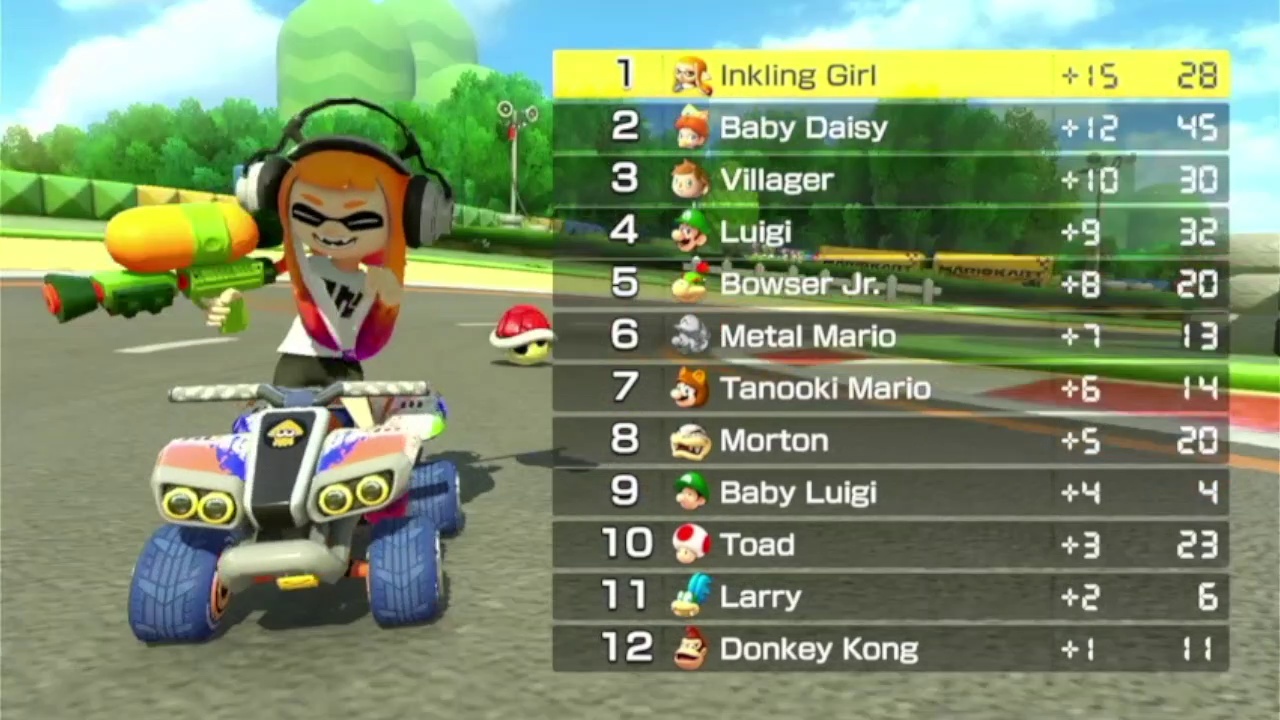 1 Inkling Girl +15 28
2 Baby Daisy +12 45
3 Villager +10 30
4 Luigi +9 32
5 Bowser Jr. +8 20
6 Metal Mario +7 13
7 Tanooki Mario +6 14
8 Morton +5 20
9 Baby Luigi +4 4
10 Toad +3 23
11 Larry +2 6
12 Donkey Kong +1 11
MARIOKART MARIOKART